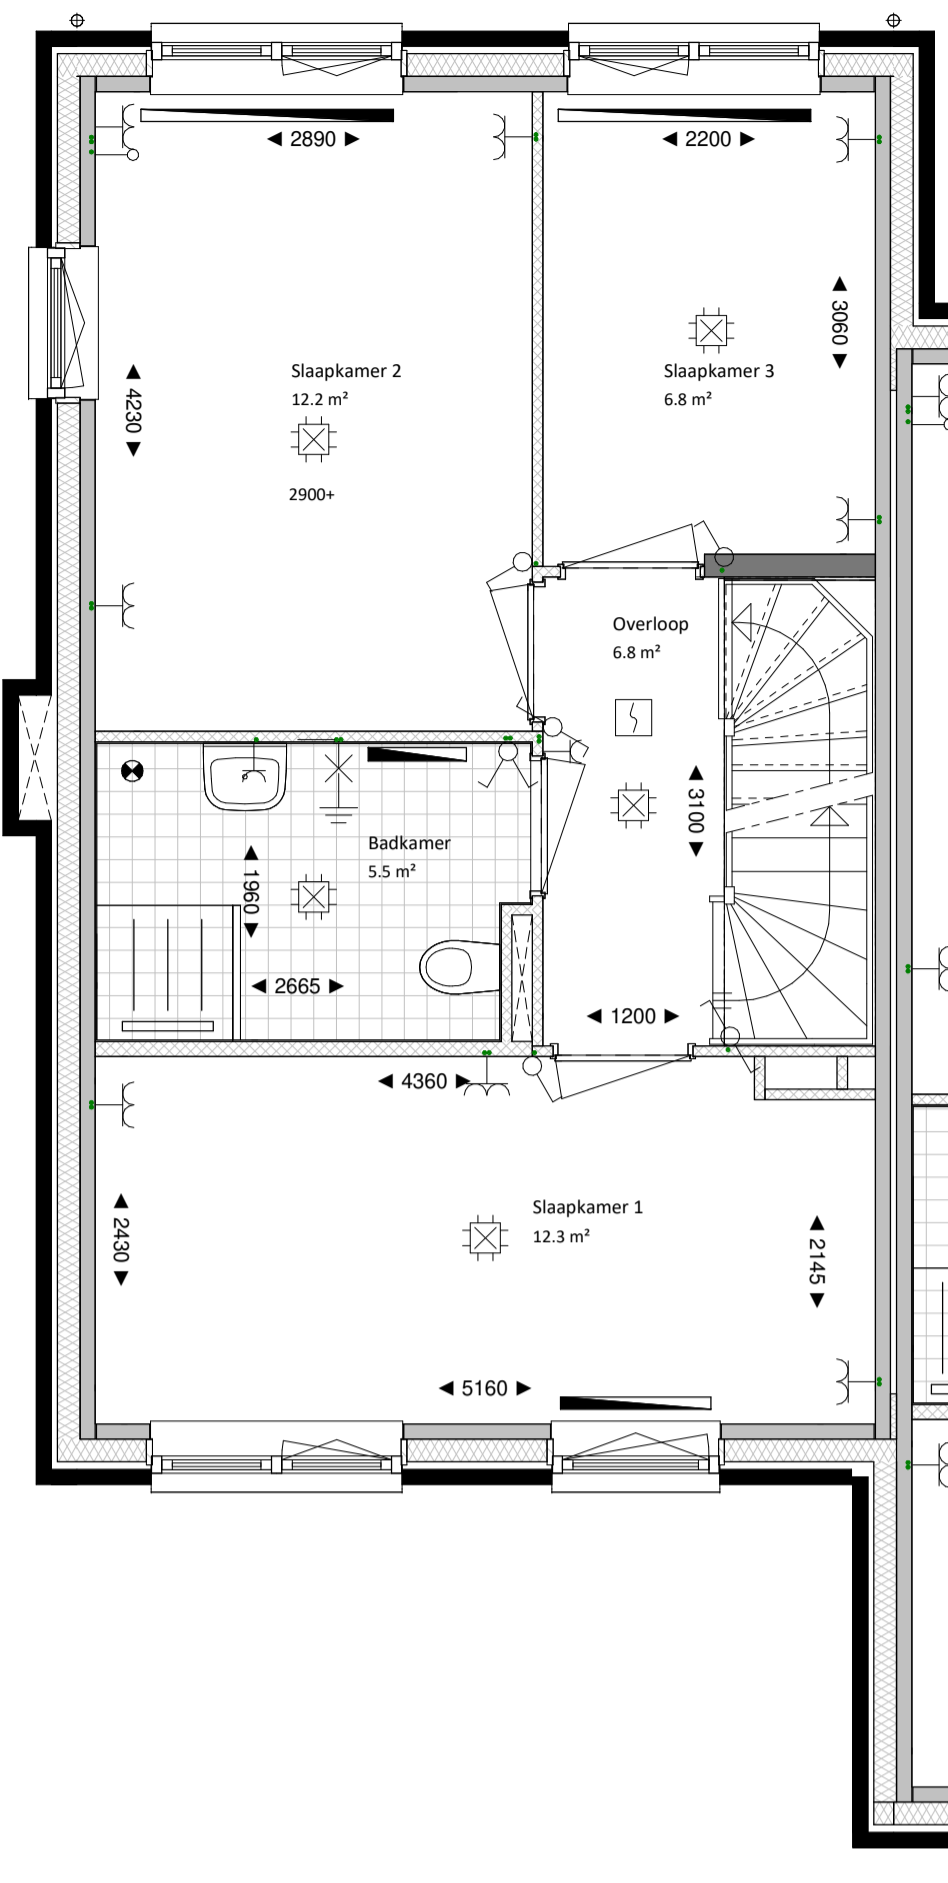 2890
2200
3060
Slaapkamer 2
12.2 m²
Slaapkamer 3
6.8 m²
4230
2900+
Overloop
6.8 m²
3100
Badkamer
5.5 m²
1960
2665
1200
4360
Slaapkamer 1
12.3 m²
2430
2145
5160